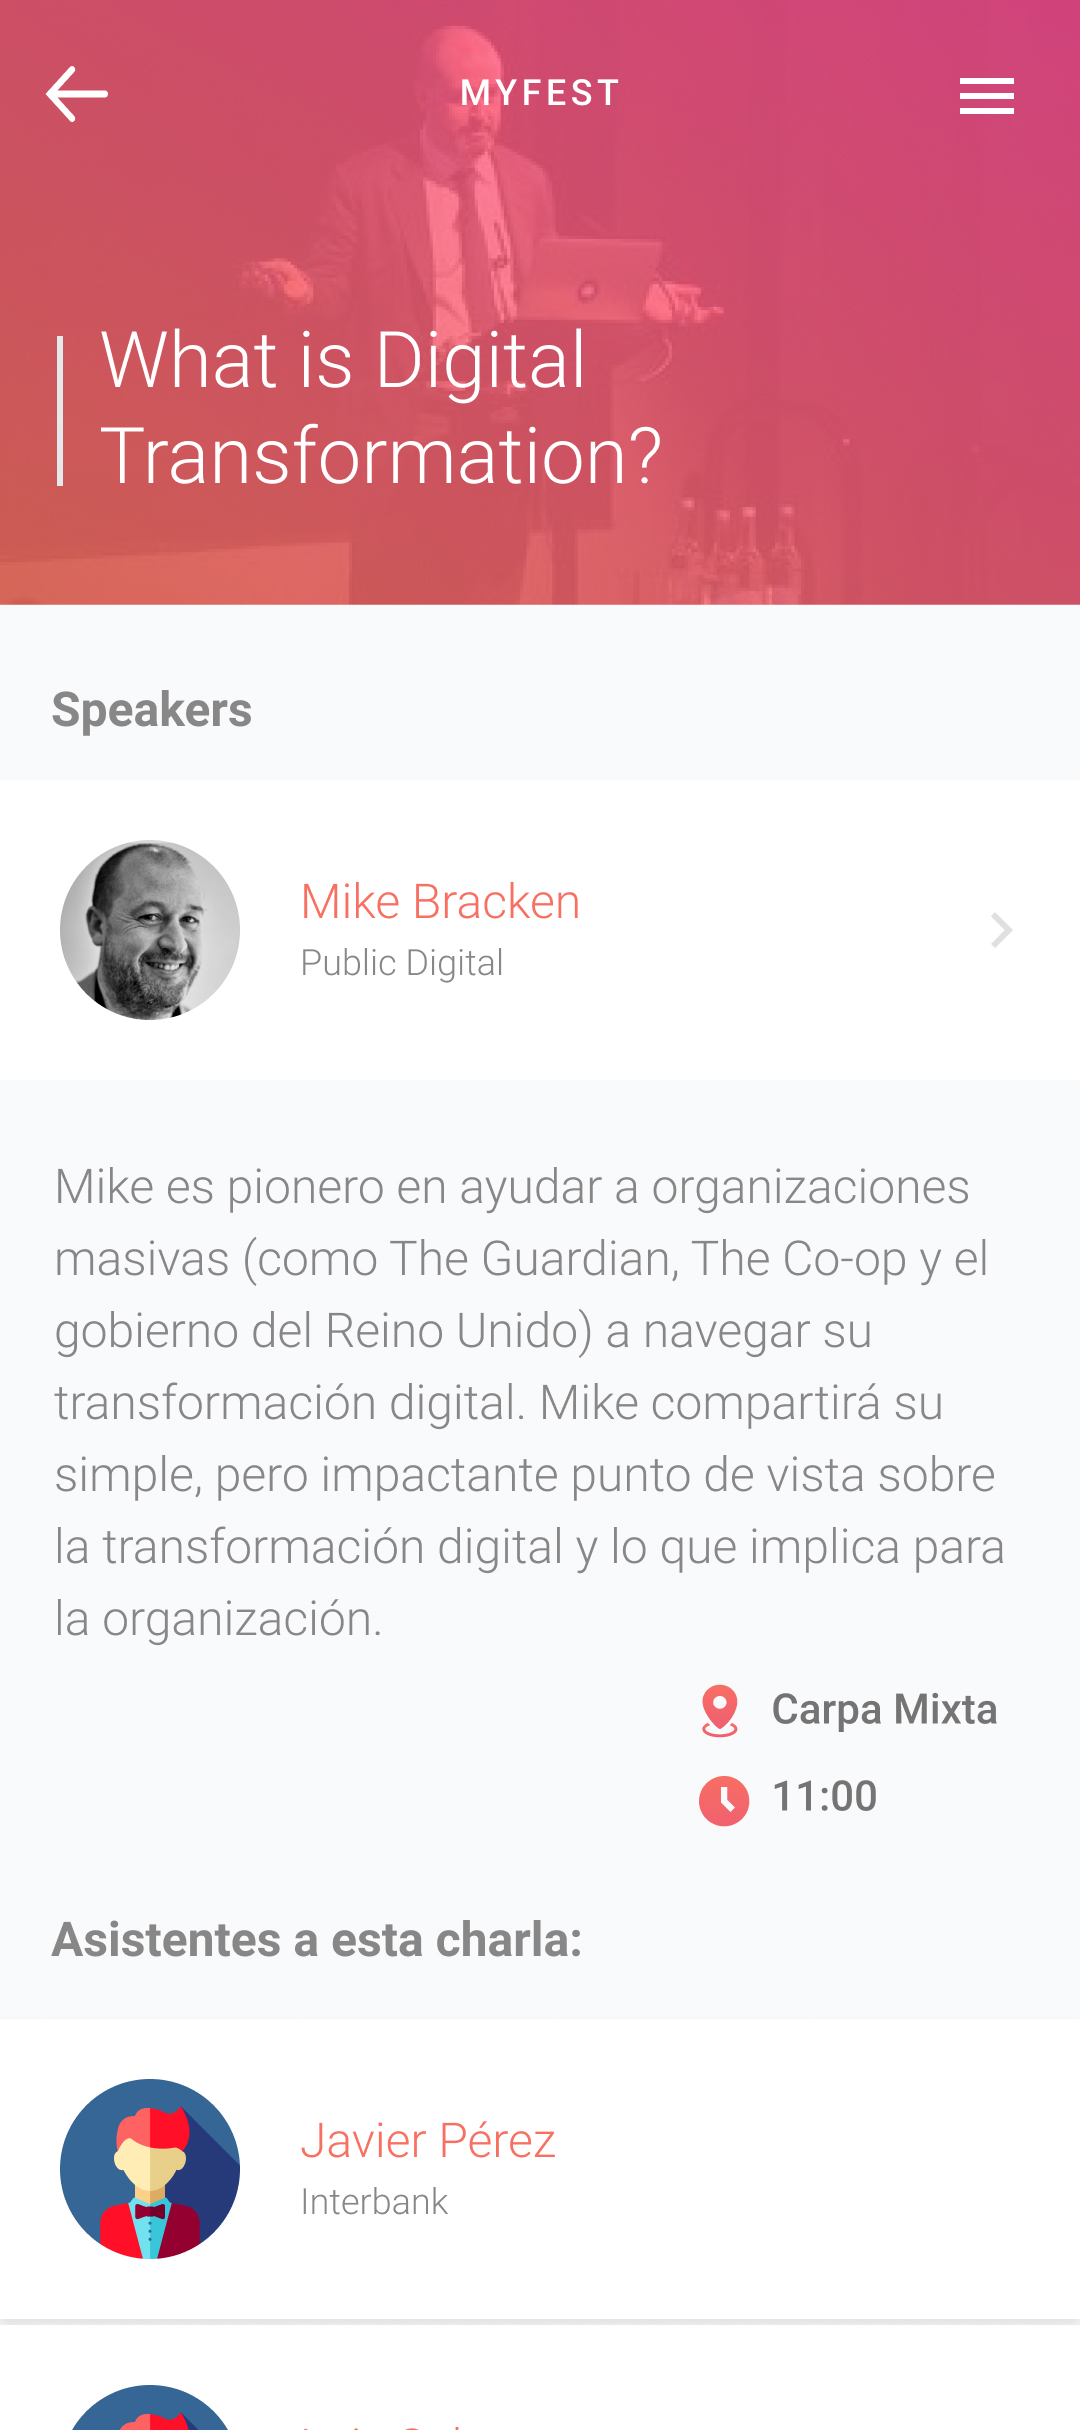 MYFEST
What is Digital
Transformation?
Speakers
Mike Bracken
Public Digital
Mike es pionero en ayudar a organizaciones
masivas (como The Guardian, The Co-op y el
gobierno del Reino Unido) a navegar su
transformación digital. Mike compartirá su
simple, pero impactante punto de vista sobre
la transformación digital y lo que implica para
la organización.
Carpa Mixta
11:00
Asistentes a esta charla:
Javier Pérez
Interbank